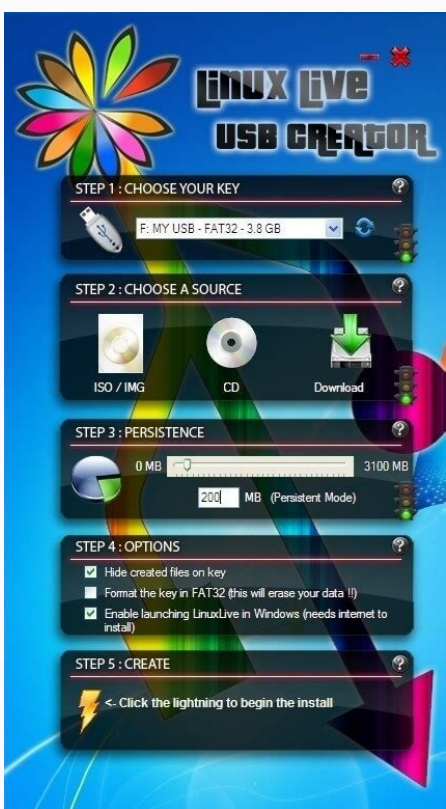 Linux Live
USB CREATOR
STEP 1 : CHOOSE YOUR KEY
?
F: MY USB - FAT32 - 3.8 GB
STEP 2 : CHOOSE A SOURCE
?
ISO / IMG CD Download
STEP 3 : PERSISTENCE
?
0 MB 3100 MB
200 MB (Persistent Mode)
STEP 4 : OPTIONS
?
Hide created files on key
Format the key in FAT32 (this will erase your data !!)
Enable launching LinuxLive in Windows (needs internet to
install)
STEP 5 : CREATE
?
<- Click the lightning to begin the install